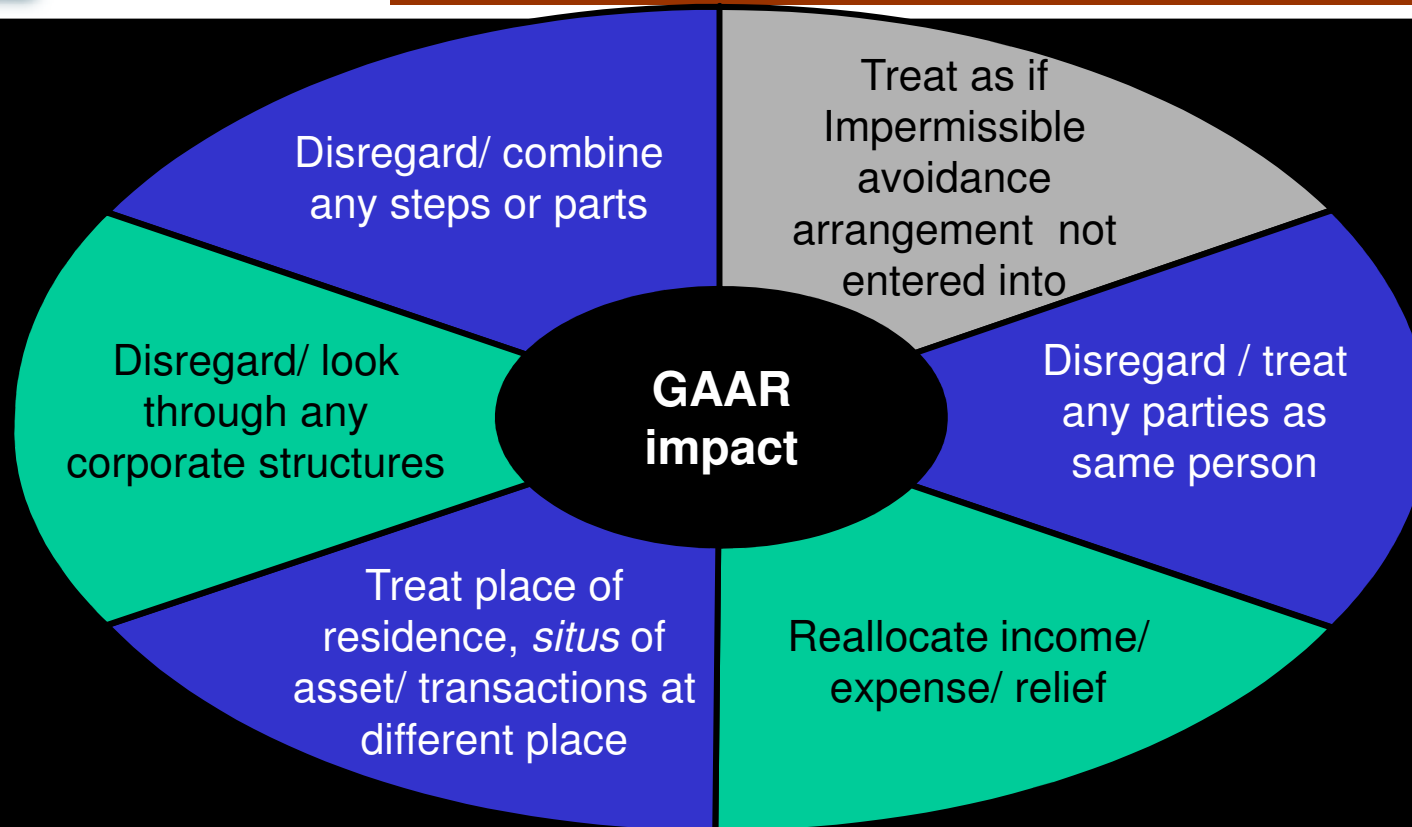 Treat as if
Impermissible
avoidance
arrangement  not
entered into
Disregard / treat
any parties as
same person
Reallocate income/
expense/ relief
Treat place of
residence, situs of
asset/ transactions at
different place
Disregard/ look
through any
corporate structures
Disregard/ combine
any steps or parts
GAAR
impact